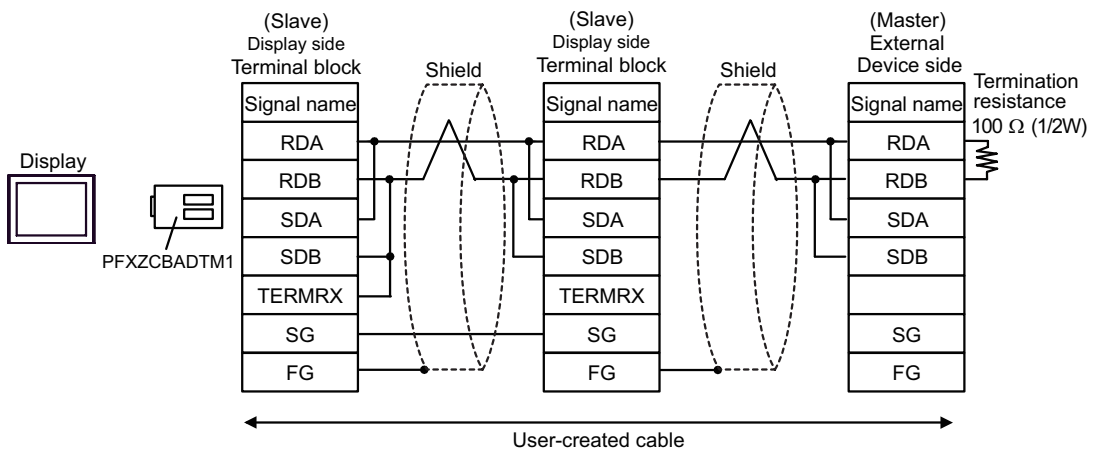 (Slave)
Display side
Terminal block
(Slave)
Display side
Terminal block
(Master)
External
Device side
Shield
Shield
Termination
resistance
100 Ω (1/2W)
Display
PFXZCBADTM1
Signal name
RDA
RDB
SDA
SDB
TERMRX
SG
FG
Signal name
RDA
RDB
SDA
SDB
TERMRX
SG
FG
Signal name
RDA
RDB
SDA
SDB
SG
FG
User-created cable